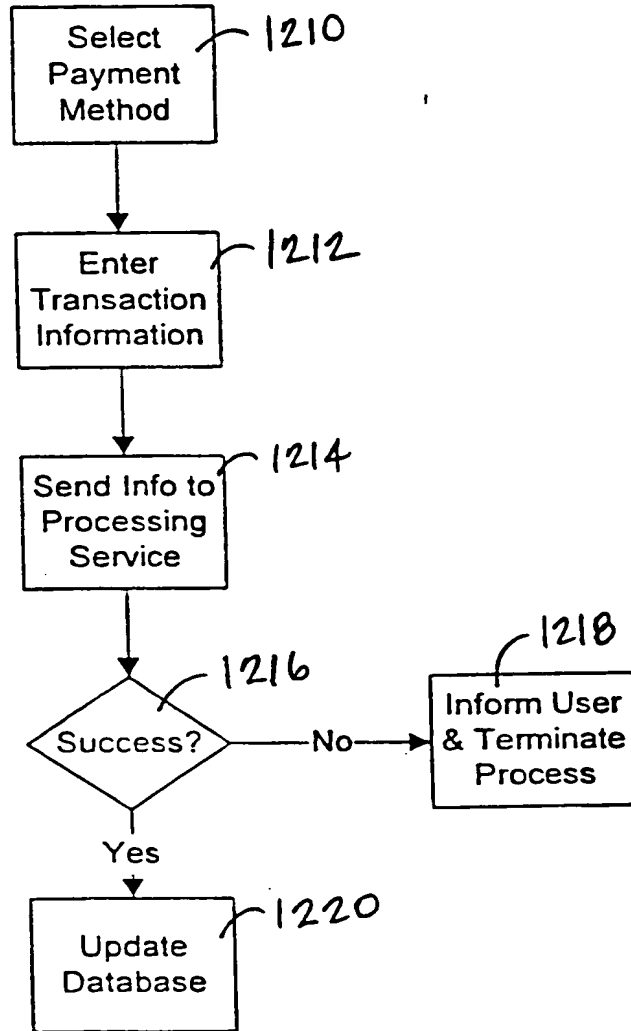 Select
Payment
Method
1210
Enter
Transaction
Information
1212
Send Info to
Processing
Service
1214
Success?
1216
No
Inform User
& Terminate
Process
1218
Yes
Update
Database
1220